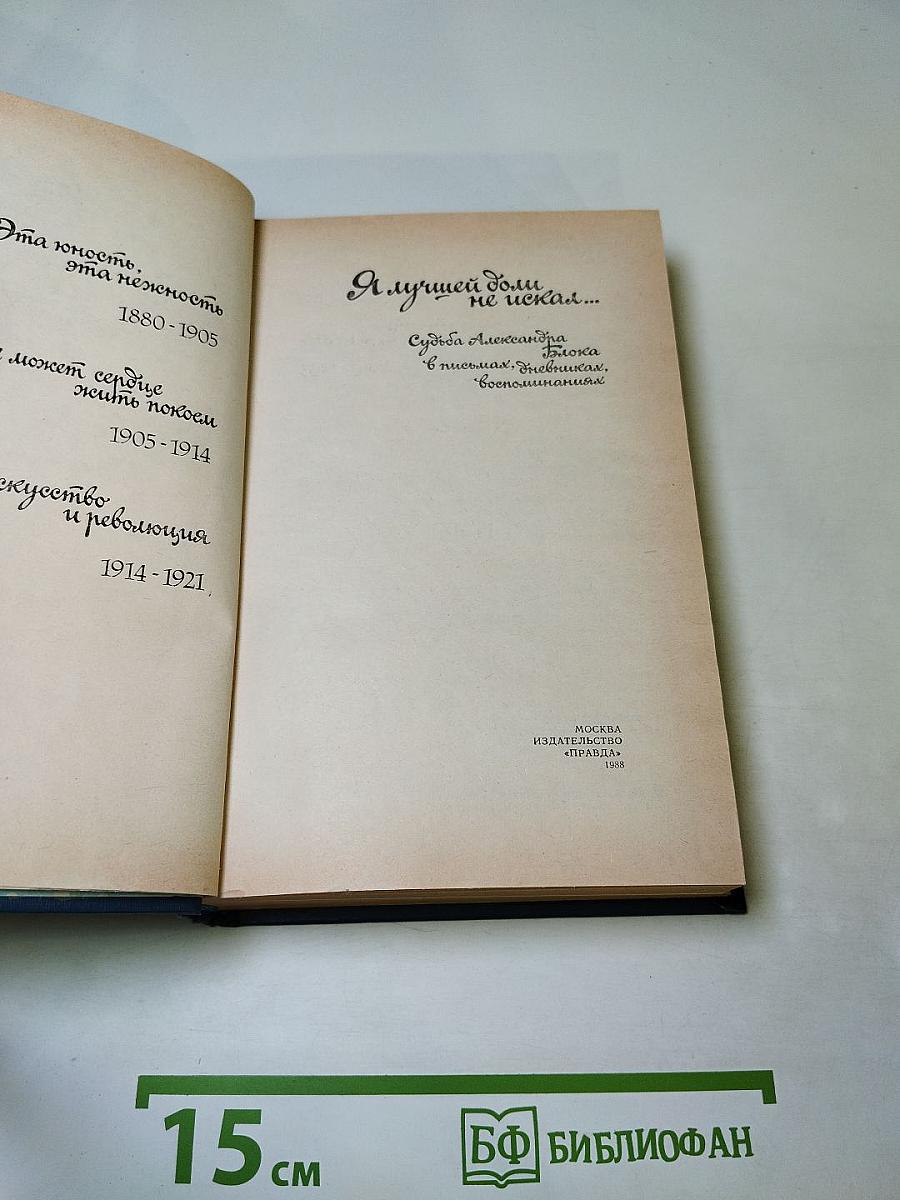 Эта юность,
эта нежность
1880-1905
может сердце
жить покоем
1905-1914
искусство
и революция
1914-1921
Я лучшей доли
не искал...
Судьба Александра
Блока
в письмах, дневниках,
воспоминаниях
МОСКВА
ИЗДАТЕЛЬСТВО
«ПРАВДА»
1988
15 см
БФ БИБЛИОФАН